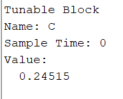 Tunable Block
Name: C
Sample Time: 0
Value:
0.24515